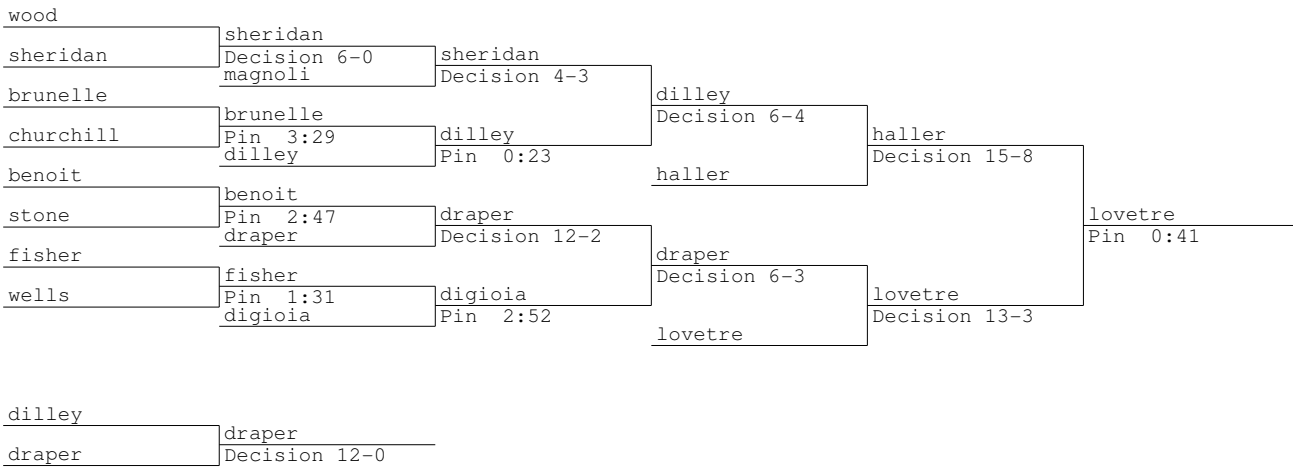 wood
sheridan
sheridan
Decision 6-0
magnoli
sheridan
Decision 4-3
brunelle
churchill
brunelle
Pin 3:29
dilley
dilley
Pin 0:23
dilley
Decision 6-4
haller
haller
Decision 15-8
benoit
stone
benoit
Pin 2:47
draper
draper
Decision 12-2
fisher
wells
fisher
Pin 1:31
digioia
digioia
Pin 2:52
draper
Decision 6-3
lovetre
lovetre
Decision 13-3
lovetre
Pin 0:41
dilley
draper
draper
Decision 12-0